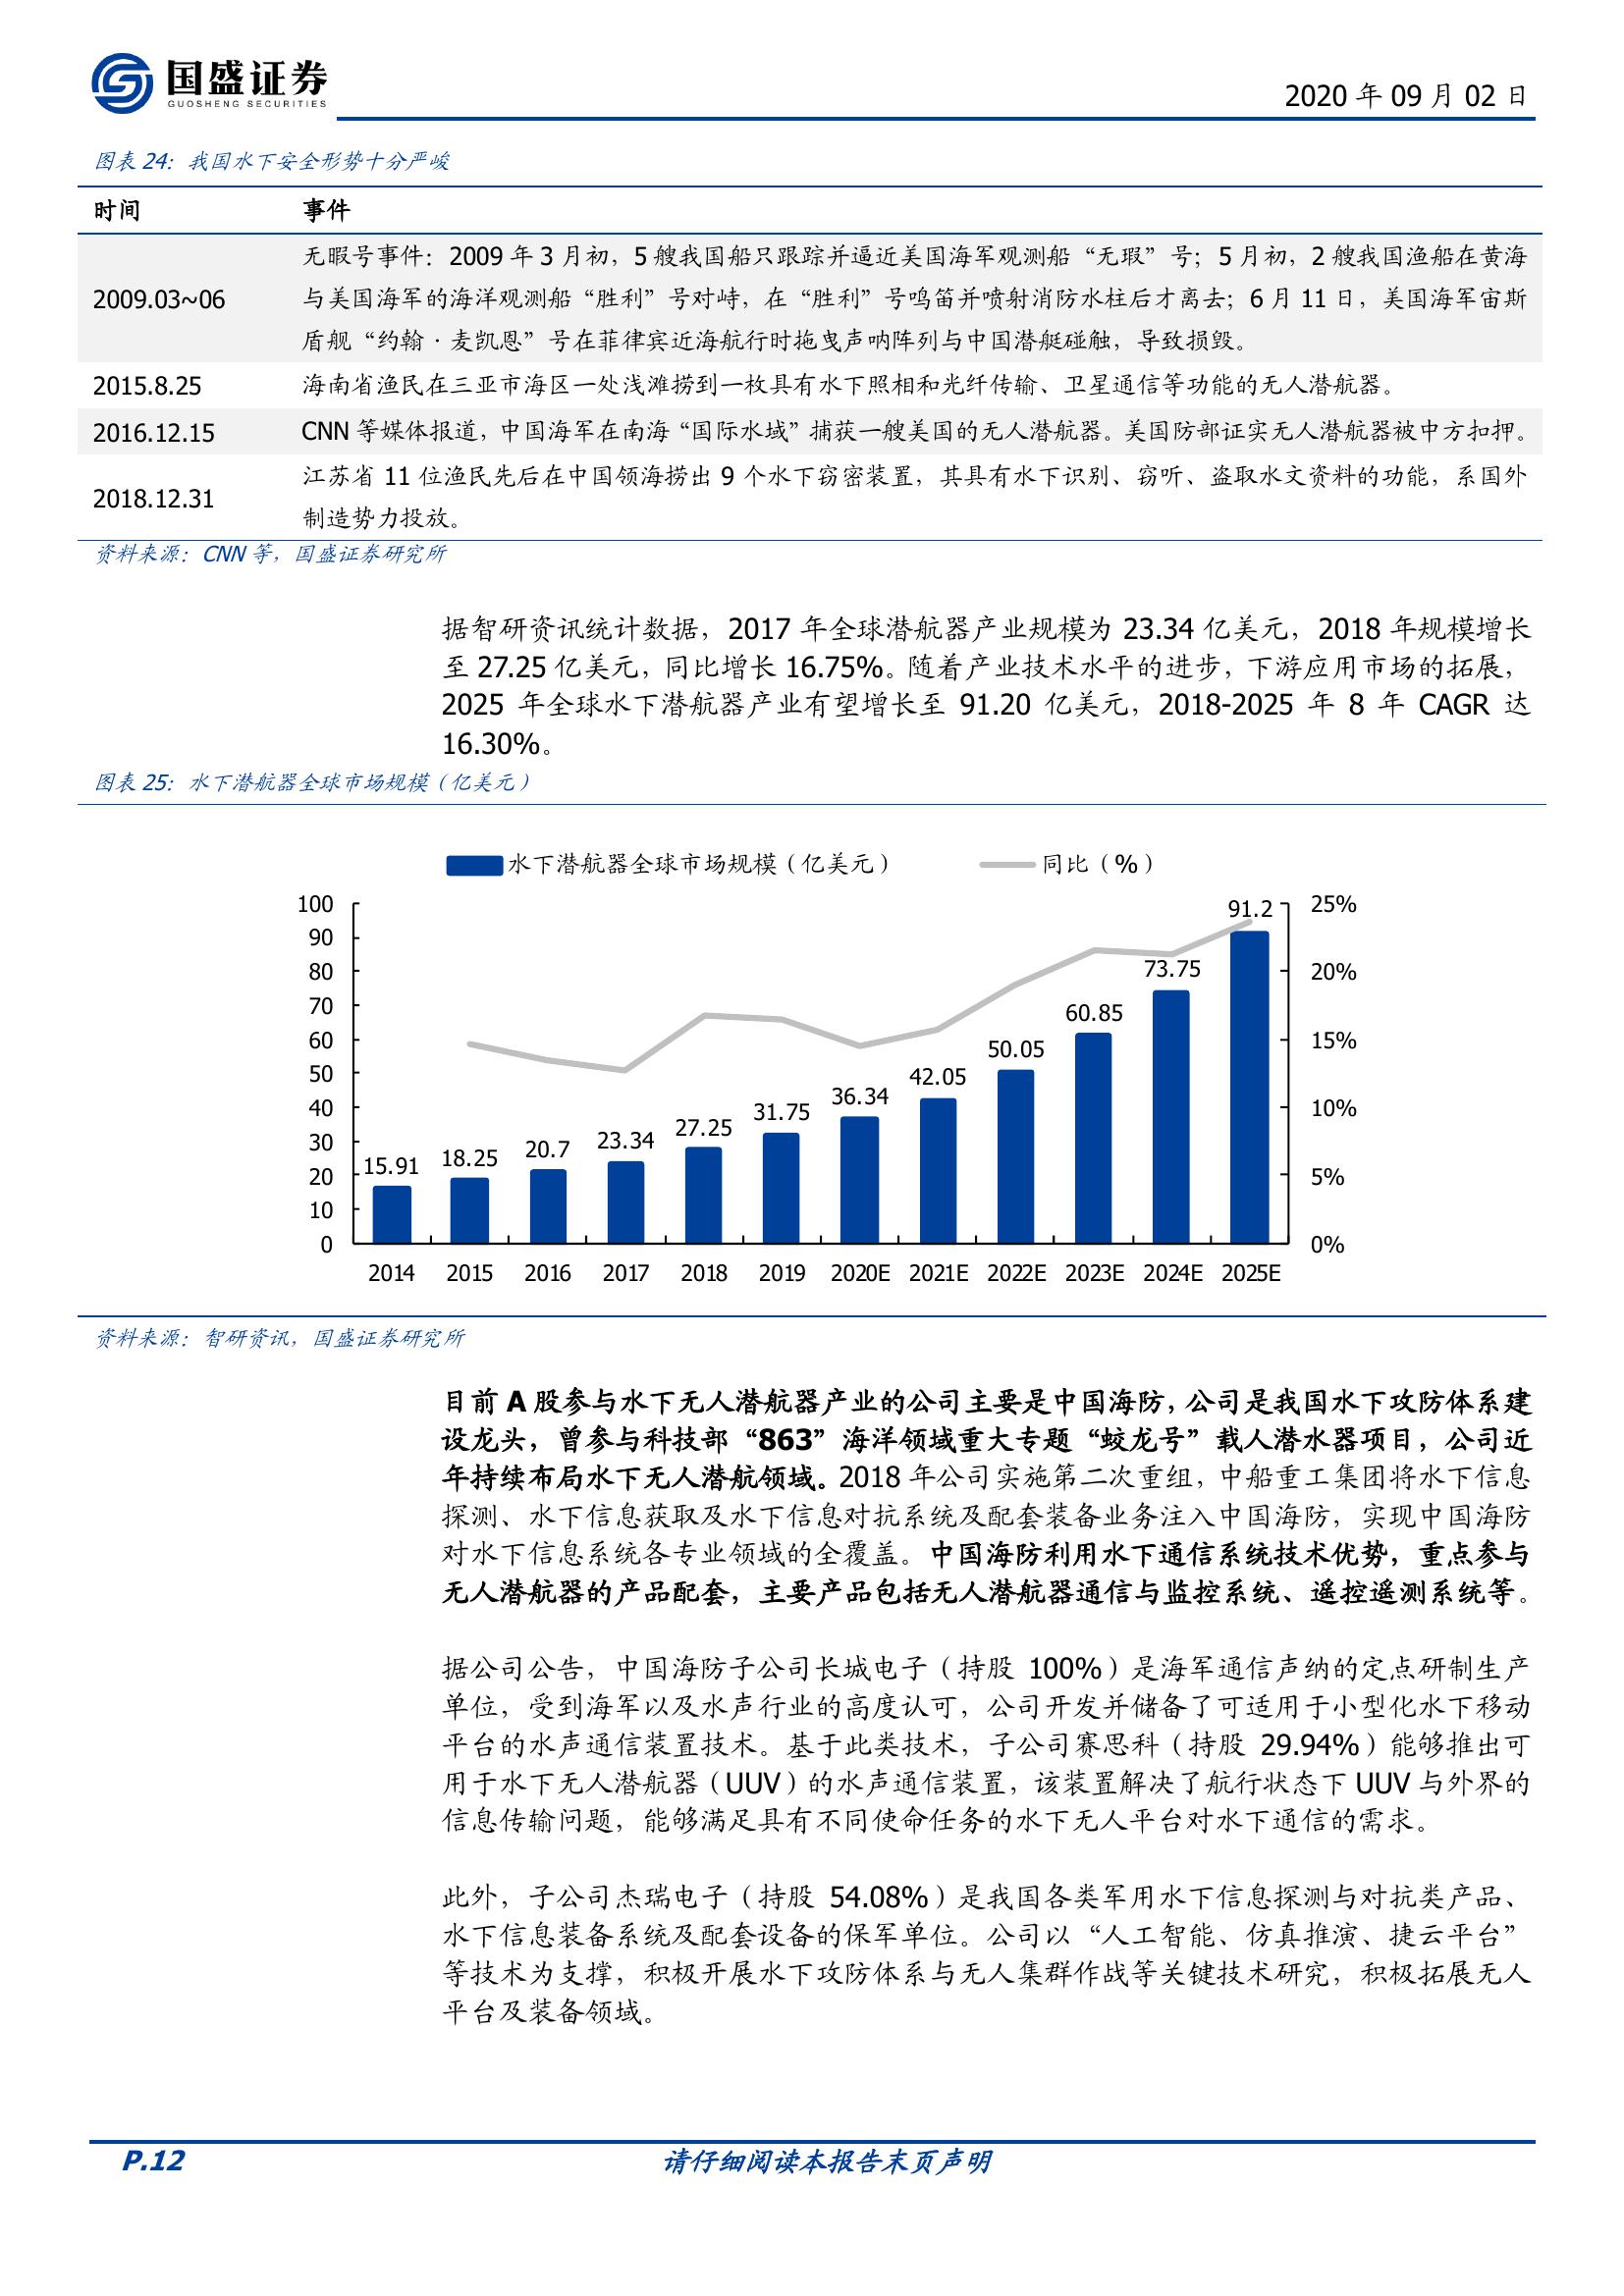 国盛证券
GUOSHENG SECURITIES
2020 年 09 月 02 日
图表 24：我国水下安全形势十分严峻
时间 事件
2009.03~06
无暇号事件：2009 年 3 月初，5 艘我国船只跟踪并逼近美国海军观测船“无瑕”号；5 月初，2 艘我国渔船在黄海
与美国海军的海洋观测船“胜利”号对峙，在“胜利”号鸣笛并喷射消防水柱后才离去；6 月 11 日，美国海军宙斯
盾舰“约翰·麦凯恩”号在菲律宾近海航行时拖曳声呐阵列与中国潜艇碰触，导致损毁。
2015.8.25 海南省渔民在三亚市海区一处浅滩捞到一枚具有水下照相和光纤传输、卫星通信等功能的无人潜航器。
2016.12.15 CNN 等媒体报道，中国海军在南海“国际水域”捕获一艘美国的无人潜航器。美国防部证实无人潜航器被中方扣押。
2018.12.31
江苏省 11 位渔民先后在中国领海捞出 9 个水下窃密装置，其具有水下识别、窃听、盗取水文资料的功能，系国外
制造势力投放。
资料来源：CNN 等，国盛证券研究所
据智研资讯统计数据，2017 年全球潜航器产业规模为 23.34 亿美元，2018 年规模增长
至 27.25 亿美元，同比增长 16.75%。随着产业技术水平的进步，下游应用市场的拓展，
2025 年全球水下潜航器产业有望增长至 91.20 亿美元，2018-2025 年 8 年 CAGR 达
16.30%。
图表 25：水下潜航器全球市场规模（亿美元）
水下潜航器全球市场规模（亿美元） 同比（%）
100 91.2 25%
90
80 73.75 20%
70 60.85
60 50.05 15%
50 42.05
40 36.34 10%
30 31.75
27.25
23.34
20 15.91 18.25 20.7 5%
10
0 0%
2014 2015 2016 2017 2018 2019 2020E 2021E 2022E 2023E 2024E 2025E
资料来源：智研资讯，国盛证券研究所
目前 A 股参与水下无人潜航器产业的公司主要是中国海防，公司是我国水下攻防体系建
设龙头，曾参与科技部“863”海洋领域重大专题“蛟龙号”载人潜水器项目，公司近
年持续布局水下无人潜航领域。2018 年公司实施第二次重组，中船重工集团将水下信息
探测、水下信息获取及水下信息对抗系统及配套装备业务注入中国海防，实现中国海防
对水下信息系统各专业领域的全覆盖。中国海防利用水下通信系统技术优势，重点参与
无人潜航器的产品配套，主要产品包括无人潜航器通信与监控系统、遥控遥测系统等。
据公司公告，中国海防子公司长城电子（持股 100%）是海军通信声纳的定点研制生产
单位，受到海军以及水声行业的高度认可，公司开发并储备了可适用于小型化水下移动
平台的水声通信装置技术。基于此类技术，子公司赛思科（持股 29.94%）能够推出可
用于水下无人潜航器（UUV）的水声通信装置，该装置解决了航行状态下 UUV 与外界的
信息传输问题，能够满足具有不同使命任务的水下无人平台对水下通信的需求。
此外，子公司杰瑞电子（持股 54.08%）是我国各类军用水下信息探测与对抗类产品、
水下信息装备系统及配套设备的保军单位。公司以“人工智能、仿真推演、捷云平台”
等技术为支撑，积极开展水下攻防体系与无人集群作战等关键技术研究，积极拓展无人
平台及装备领域。
P.12 请仔细阅读本报告末页声明